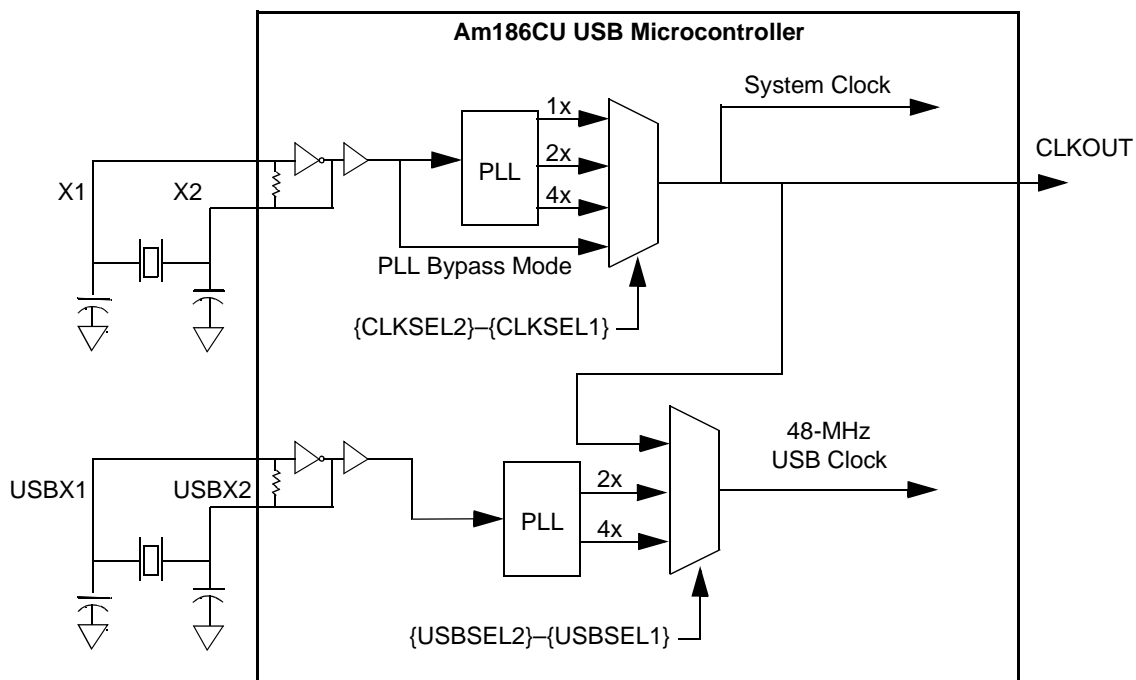 Am186CU USB Microcontroller
System Clock
CLKOUT
1x
2x
4x
PLL
X1
X2
PLL Bypass Mode
{CLKSEL2}–{CLKSEL1}
48-MHz
USB Clock
USBX1
USBX2
PLL
2x
4x
{USBSEL2}–{USBSEL1}